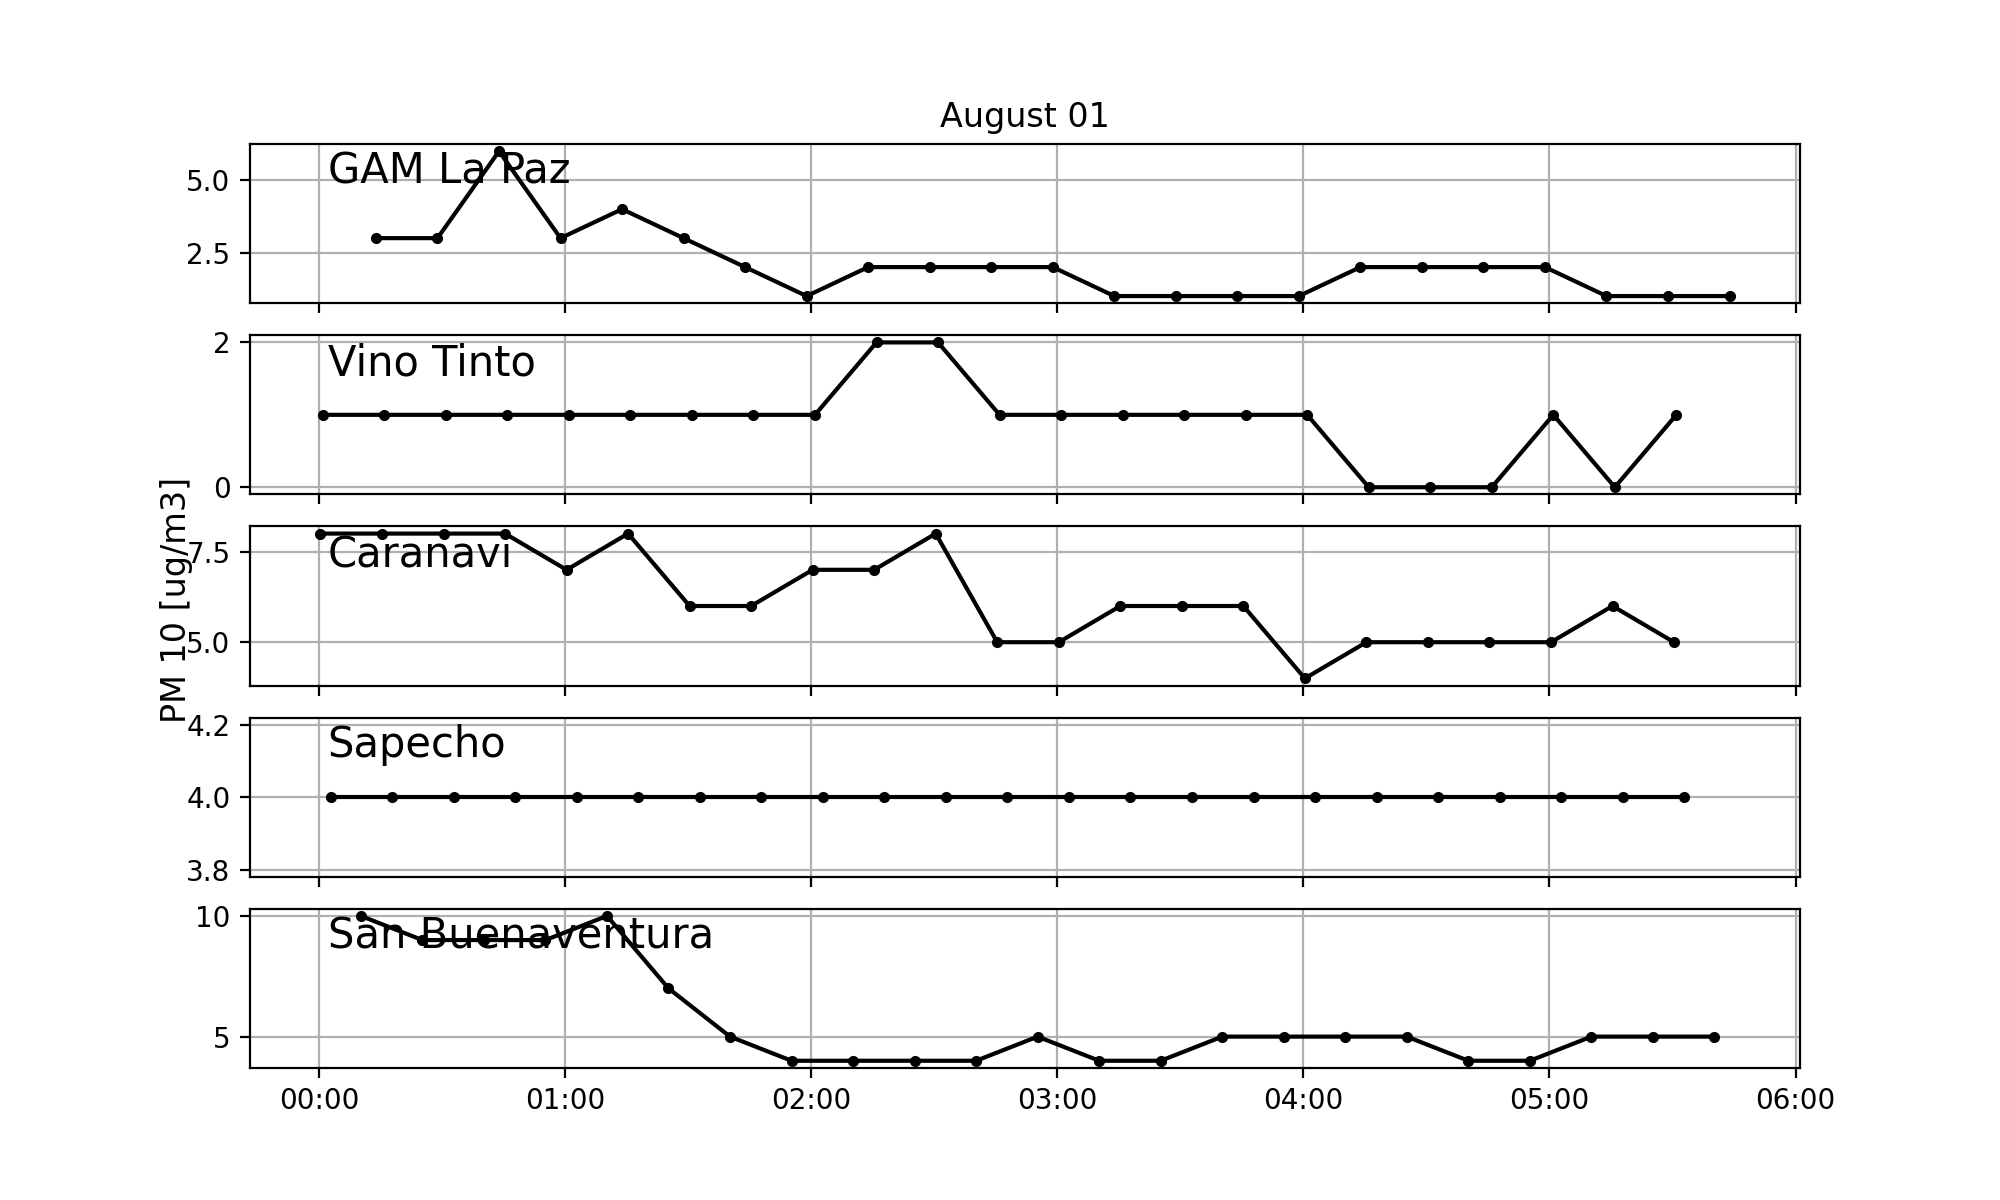 August 01
GAM La Paz
5.0
2.5
Vino Tinto
2
0
PM 10 [ug/m3]
Caranavi
7.5
5.0
Sapecho
4.2
4.0
3.8
San Buenaventura
10
5
00:00 01:00 02:00 03:00 04:00 05:00 06:00